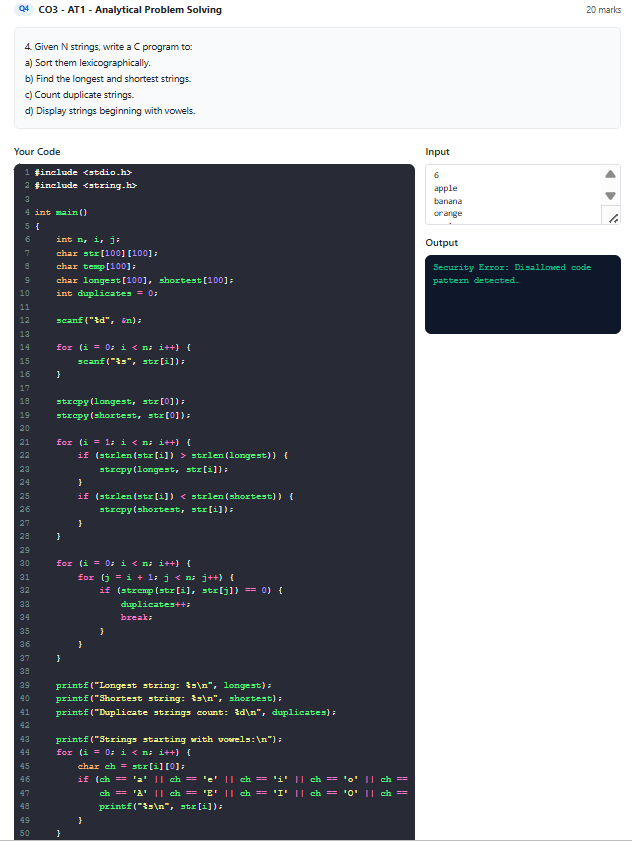 Q4 CO3 - AT1 - Analytical Problem Solving 20 marks
4. Given N strings, write a C program to:
a) Sort them lexicographically.
b) Find the longest and shortest strings.
c) Count duplicate strings.
d) Display strings beginning with vowels.
Your Code
1 #include <stdio.h>
2 #include <string.h>
3
4 int main()
5 {
6 int n, i, j;
7 char str[100][100];
8 char temp[100];
9 char longest[100], shortest[100];
10 int duplicates = 0;
11
12 scanf("%d", &n);
13
14 for (i = 0; i < n; i++) {
15 scanf("%s", str[i]);
16 }
17
18 strcpy(longest, str[0]);
19 strcpy(shortest, str[0]);
20
21 for (i = 1; i < n; i++) {
22 if (strlen(str[i]) > strlen(longest)) {
23 strcpy(longest, str[i]);
24 }
25 if (strlen(str[i]) < strlen(shortest)) {
26 strcpy(shortest, str[i]);
27 }
28 }
29
30 for (i = 0; i < n; i++) {
31 for (j = i + 1; j < n; j++) {
32 if (strcmp(str[i], str[j]) == 0) {
33 duplicates++;
34 break;
35 }
36 }
37 }
38
39 printf("Longest string: %s\n", longest);
40 printf("Shortest string: %s\n", shortest);
41 printf("Duplicate strings count: %d\n", duplicates);
42
43 printf("Strings starting with vowels:\n");
44 for (i = 0; i < n; i++) {
45 char ch = str[i][0];
46 if (ch == 'a' || ch == 'e' || ch == 'i' || ch == 'o' || ch ==
47 ch == 'A' || ch == 'E' || ch == 'I' || ch == 'O' || ch ==
48 printf("%s\n", str[i]);
49 }
50 }
Input
6
apple
banana
orange
Output
Security Error: Disallowed code
pattern detected.